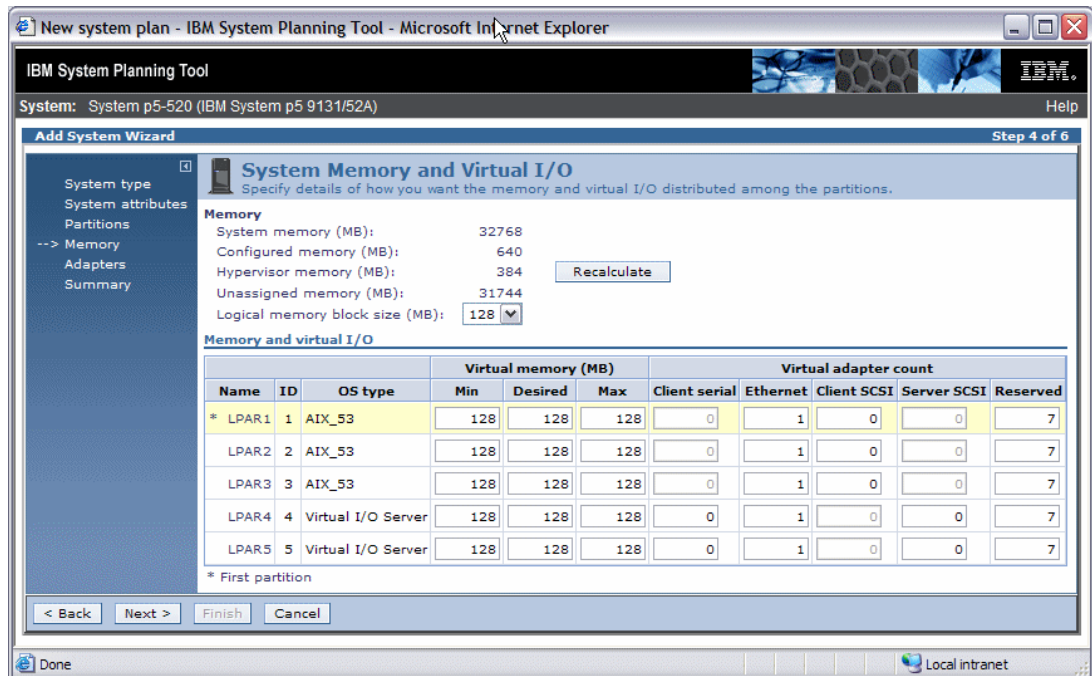 New system plan - IBM System Planning Tool - Microsoft Internet Explorer
IBM System Planning Tool
IBM.
System: System p5-520 (IBM System p5 9131/52A) Help
Add System Wizard Step 4 of 6
System type
System attributes
Partitions
--> Memory
Adapters
Summary
System Memory and Virtual I/O
Specify details of how you want the memory and virtual I/O distributed among the partitions.
Memory
System memory (MB): 32768
Configured memory (MB): 640
Hypervisor memory (MB): 384 Recalculate
Unassigned memory (MB): 31744
Logical memory block size (MB): 128
Memory and virtual I/O
Virtual memory (MB) Virtual adapter count
Name ID OS type Min Desired Max Client serial Ethernet Client SCSI Server SCSI Reserved
* LPAR1 1 AIX_53 128 128 128 0 1 0 0 7
LPAR2 2 AIX_53 128 128 128 0 1 0 0 7
LPAR3 3 AIX_53 128 128 128 0 1 0 0 7
LPAR4 4 Virtual I/O Server 128 128 128 0 1 0 0 7
LPAR5 5 Virtual I/O Server 128 128 128 0 1 0 0 7
* First partition
< Back Next > Finish Cancel
Done Local intranet